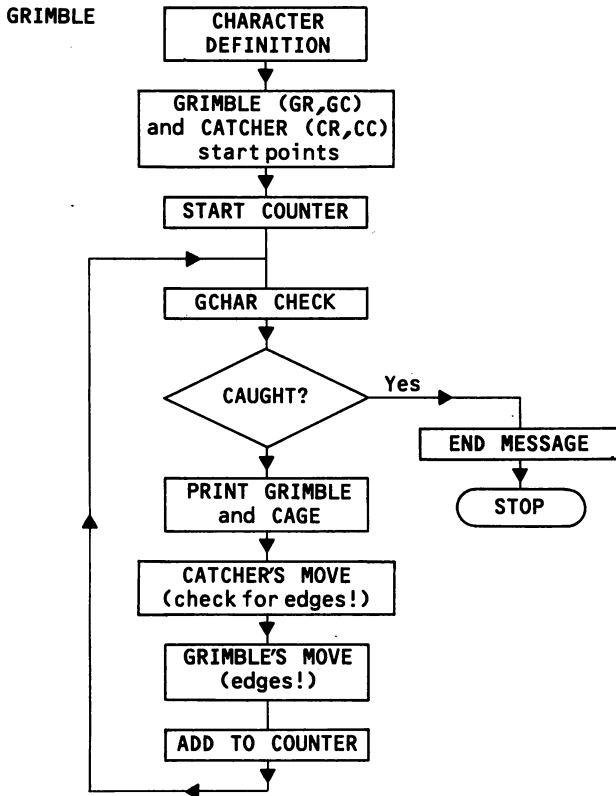 GRIMBLE
CHARACTER
DEFINITION
GRIMBLE (GR,GC)
and CATCHER (CR,CC)
start points
START COUNTER
GCHAR CHECK
CAUGHT?
Yes
END MESSAGE
STOP
PRINT GRIMBLE
and CAGE
CATCHER'S MOVE
(check for edges!)
GRIMBLE'S MOVE
(edges!)
ADD TO COUNTER